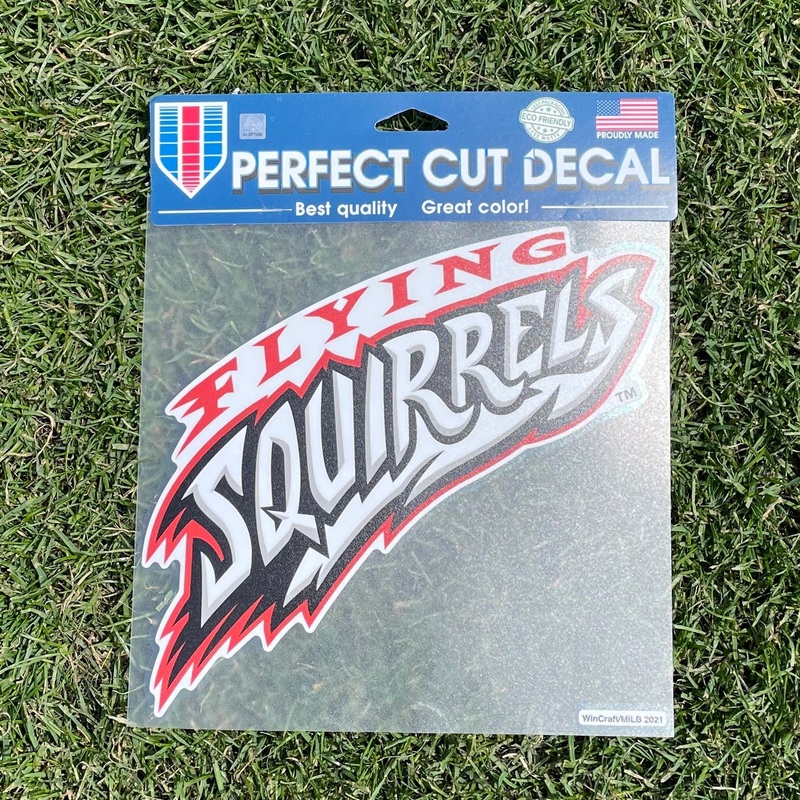 ECO FRIENDLY
PROUDLY MADE
PERFECT CUT DECAL
Best quality Great color!
FLYING
SQUIRRELS
TM
WinCraft/MiLB 2021